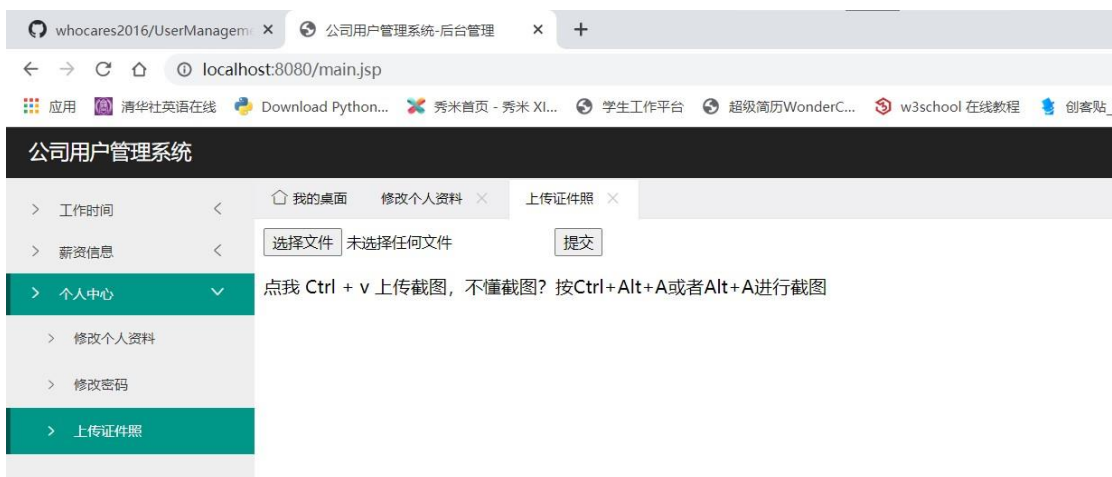 whocares2016/UserManagem
公司用户管理系统-后台管理
localhost:8080/main.jsp
应用 清华社英语在线 Download Python... 秀米首页 - 秀米 XI... 学生工作平台 超级简历WonderC... w3school 在线教程 创客贴_
公司用户管理系统
我的桌面 修改个人资料 上传证件照
工作时间
薪资信息
个人中心
修改个人资料
修改密码
上传证件照
选择文件 未选择任何文件 提交
点我 Ctrl + v 上传截图，不懂截图？按Ctrl+Alt+A或者Alt+A进行截图